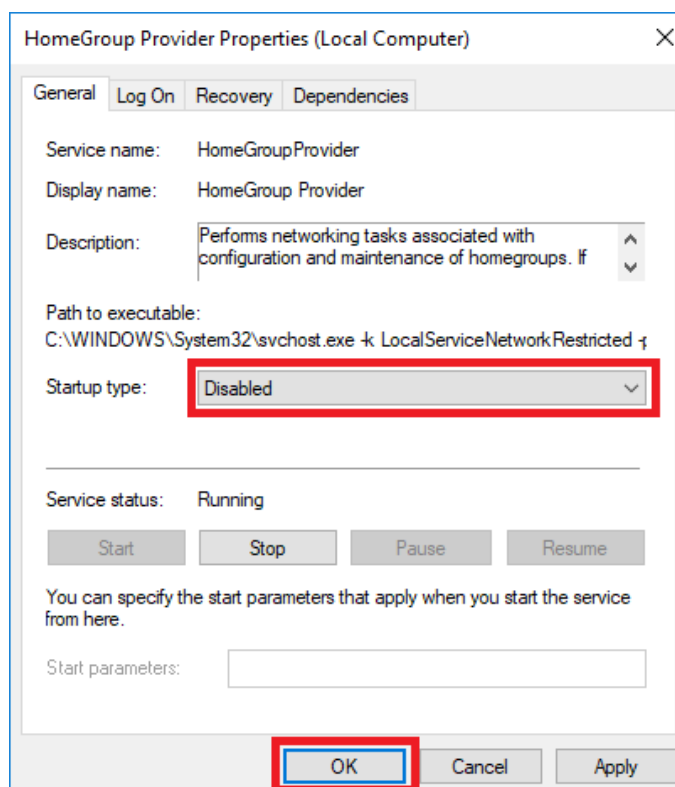 HomeGroup Provider Properties (Local Computer)
General Log On Recovery Dependencies
Service name: HomeGroupProvider
Display name: HomeGroup Provider
Description: Performs networking tasks associated with
configuration and maintenance of homegroups. If
Path to executable:
C:\WINDOWS\System32\svchost.exe -k LocalServiceNetworkRestricted -p
Startup type: Disabled
Service status: Running
Start Stop Pause Resume
You can specify the start parameters that apply when you start the service
from here.
Start parameters:
OK Cancel Apply